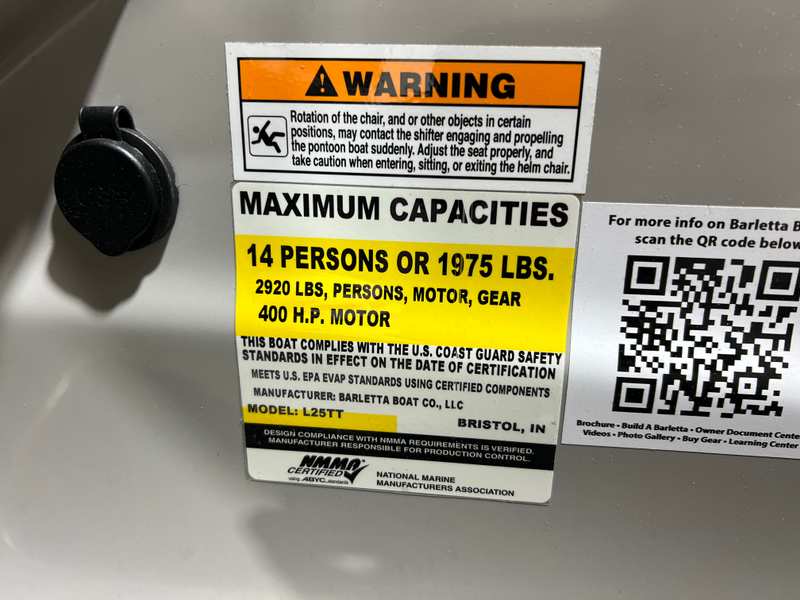 WARNING
Rotation of the chair, and or other objects in certain
positions, may contact the shifter engaging and propelling
the pontoon boat suddenly. Adjust the seat properly, and
take caution when entering, sitting, or exiting the helm chair.
MAXIMUM CAPACITIES
14 PERSONS OR 1975 LBS.
2920 LBS, PERSONS, MOTOR, GEAR
400 H.P. MOTOR
THIS BOAT COMPLIES WITH THE U.S. COAST GUARD SAFETY
STANDARDS IN EFFECT ON THE DATE OF CERTIFICATION
MEETS U.S. EPA EVAP STANDARDS USING CERTIFIED COMPONENTS
MANUFACTURER: BARLETTA BOAT CO., LLC
MODEL: L25TT
BRISTOL, IN
DESIGN COMPLIANCE WITH NMMA REQUIREMENTS IS VERIFIED.
MANUFACTURER RESPONSIBLE FOR PRODUCTION CONTROL.
NMMA
CERTIFIED
using ABYC standards
NATIONAL MARINE
MANUFACTURERS ASSOCIATION
For more info on Barletta B
scan the QR code below
Brochure • Build A Barletta • Owner Document Cente
Videos • Photo Gallery • Buy Gear • Learning Center